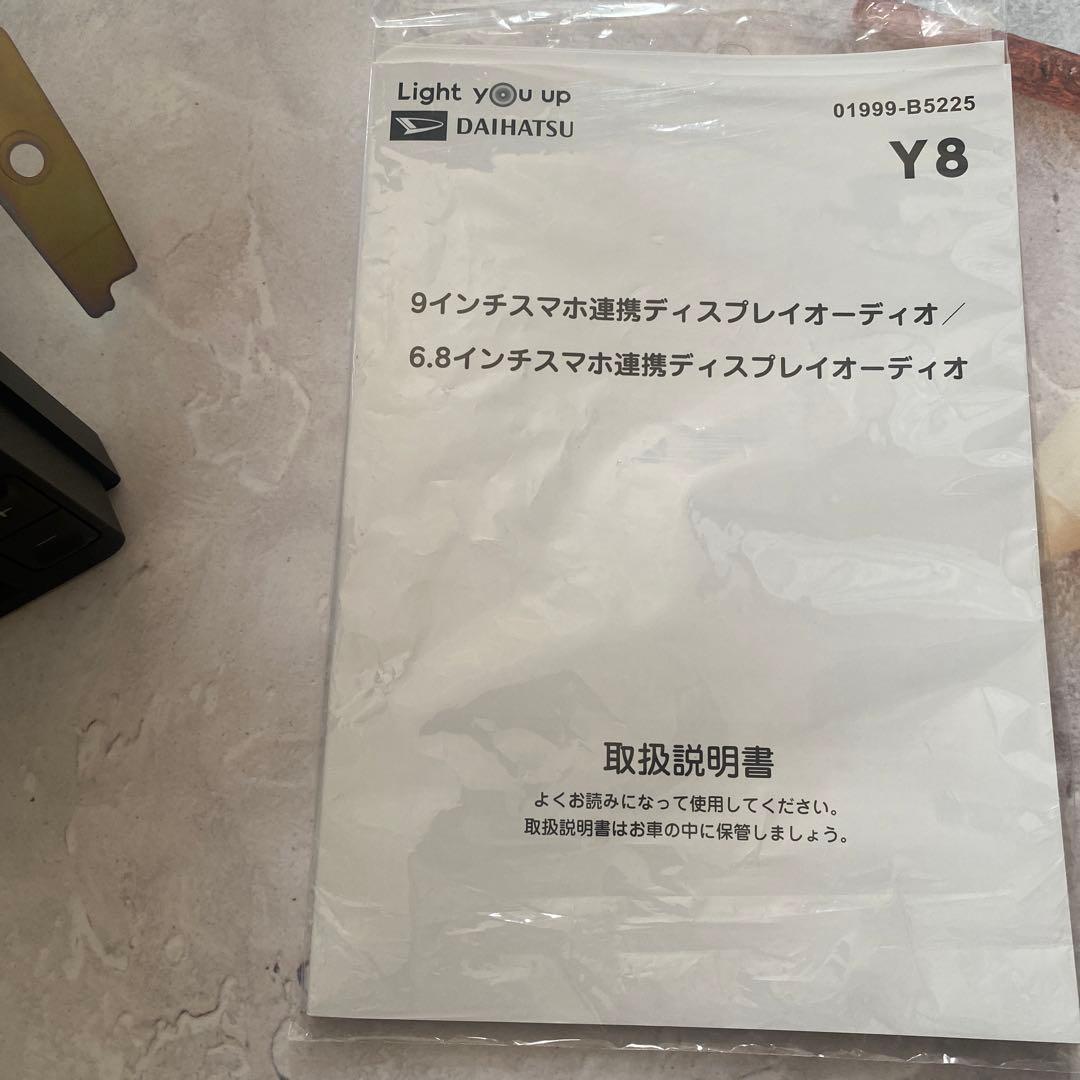 Light you up
DAIHATSU
01999-B5225
Y8
9インチスマホ連携ディスプレイオーディオ／
6.8インチスマホ連携ディスプレイオーディオ
取扱説明書
よくお読みになって使用してください。
取扱説明書はお車の中に保管しましょう。